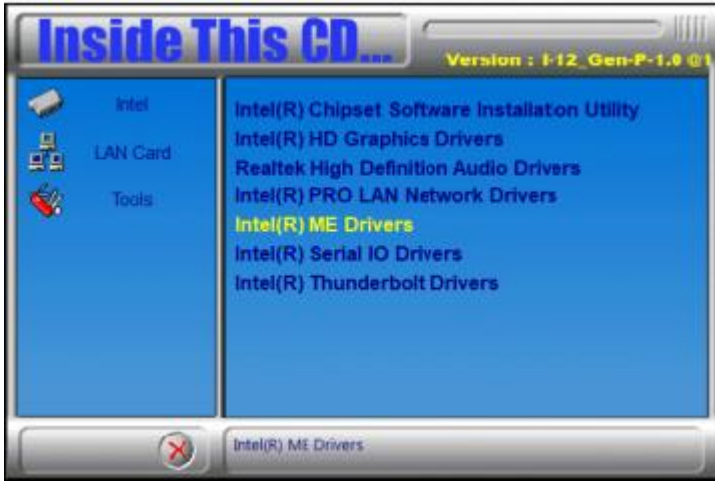 Inside This CD...
Version : I-12_Gen-P-1.0 @1
Intel
LAN Card
Tools
Intel(R) Chipset Software Installation Utility
Intel(R) HD Graphics Drivers
Realtek High Definition Audio Drivers
Intel(R) PRO LAN Network Drivers
Intel(R) ME Drivers
Intel(R) Serial IO Drivers
Intel(R) Thunderbolt Drivers
Intel(R) ME Drivers